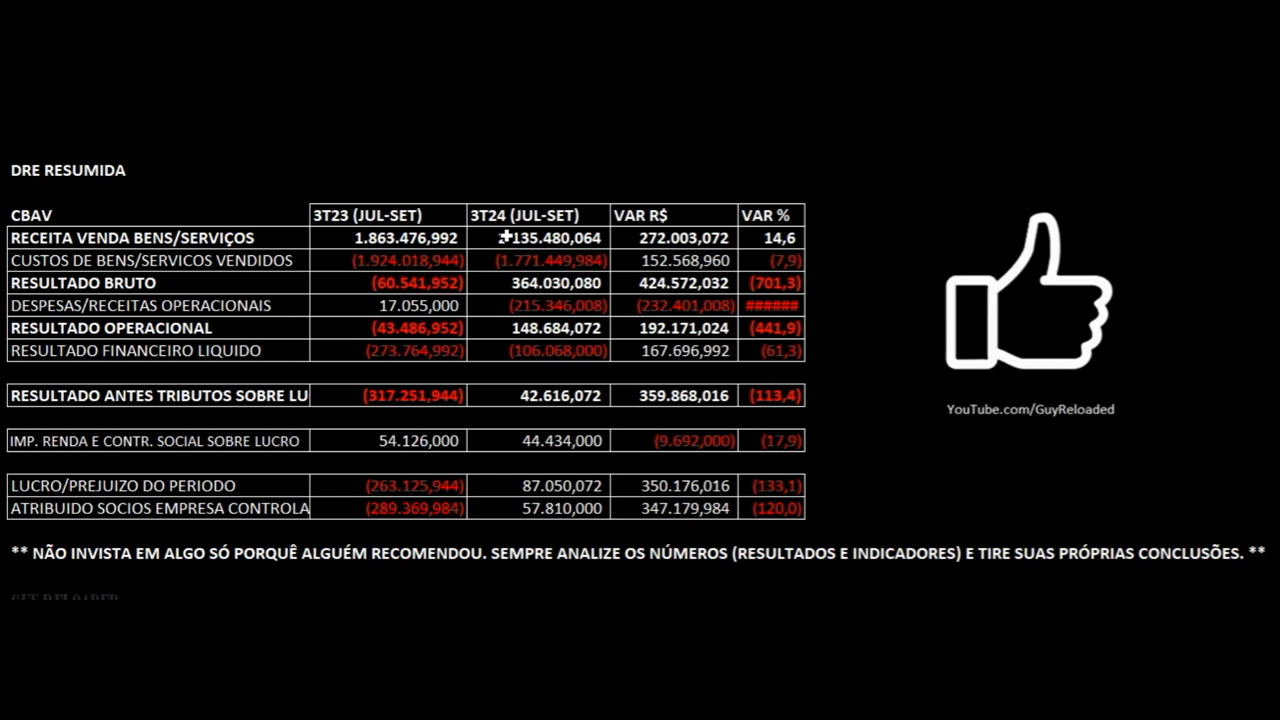 DRE RESUMIDA
CBAV 3T23 (JUL-SET) 3T24 (JUL-SET) VAR R$ VAR %
RECEITA VENDA BENS/SERVIÇOS 1.863.476,992 2.135.480,064 272.003,072 14,6
CUSTOS DE BENS/SERVICOS VENDIDOS (1.924.018,944) (1.771.449,984) 152.568,960 (7,9)
RESULTADO BRUTO (60.541,952) 364.030,080 424.572,032 (701,3)
DESPESAS/RECEITAS OPERACIONAIS 17.055,000 (215.346,008) (232.401,008) ######
RESULTADO OPERACIONAL (43.486,952) 148.684,072 192.171,024 (441,9)
RESULTADO FINANCEIRO LIQUIDO (273.764,992) (106.068,000) 167.696,992 (61,3)
RESULTADO ANTES TRIBUTOS SOBRE LU (317.251,944) 42.616,072 359.868,016 (113,4)
IMP. RENDA E CONTR. SOCIAL SOBRE LUCRO 54.126,000 44.434,000 (9.692,000) (17,9)
LUCRO/PREJUIZO DO PERIODO (263.125,944) 87.050,072 350.176,016 (133,1)
ATRIBUIDO SOCIOS EMPRESA CONTROLA (289.369,984) 57.810,000 347.179,984 (120,0)
YouTube.com/GuyReloaded
** NÃO INVISTA EM ALGO SÓ PORQUÊ ALGUÉM RECOMENDOU. SEMPRE ANALIZE OS NÚMEROS (RESULTADOS E INDICADORES) E TIRE SUAS PRÓPRIAS CONCLUSÕES. **
GUY RELOADED